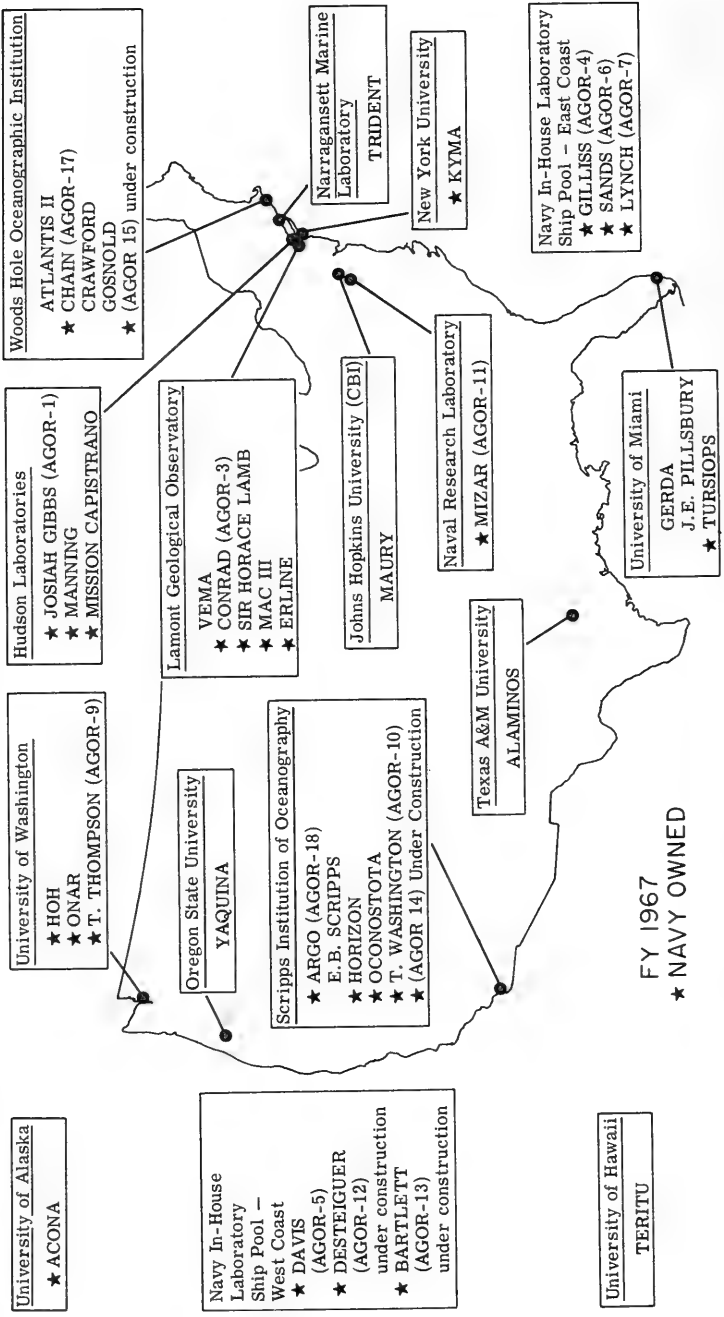 University of Alaska
★ ACONA
Navy In-House
Laboratory
Ship Pool –
West Coast
★ DAVIS
(AGOR-5)
★ DESTEIGUER
(AGOR-12)
under construction
★ BARTLETT
(AGOR-13)
under construction
University of Hawaii
TERITU
University of Washington
★ HOH
★ ONAR
★ T. THOMPSON (AGOR-9)
Oregon State University
YAQUINA
Scripps Institution of Oceanography
★ ARGO (AGOR-18)
E.B. SCRIPPS
★ HORIZON
★ OCONOSTOTA
★ T. WASHINGTON (AGOR-10)
★ (AGOR 14) Under Construction
Texas A&M University
ALAMINOS
FY 1967
★ NAVY OWNED
Hudson Laboratories
★ JOSIAH GIBBS (AGOR-1)
★ MANNING
★ MISSION CAPISTRANO
Lamont Geological Observatory
VEMA
★ CONRAD (AGOR-3)
★ SIR HORACE LAMB
★ MAC III
★ ERLINE
Johns Hopkins University (CBI)
MAURY
Naval Research Laboratory
★ MIZAR (AGOR-11)
University of Miami
GERDA
J.E. PILLSBURY
★ TURSIOPS
Woods Hole Oceanographic Institution
ATLANTIS II
★ CHAIN (AGOR-17)
CRAWFORD
GOSNOLD
★ (AGOR 15) under construction
Narragansett Marine
Laboratory
TRIDENT
New York University
★ KYMA
Navy In-House Laboratory
Ship Pool – East Coast
★ GILLISS (AGOR-4)
★ SANDS (AGOR-6)
★ LYNCH (AGOR-7)